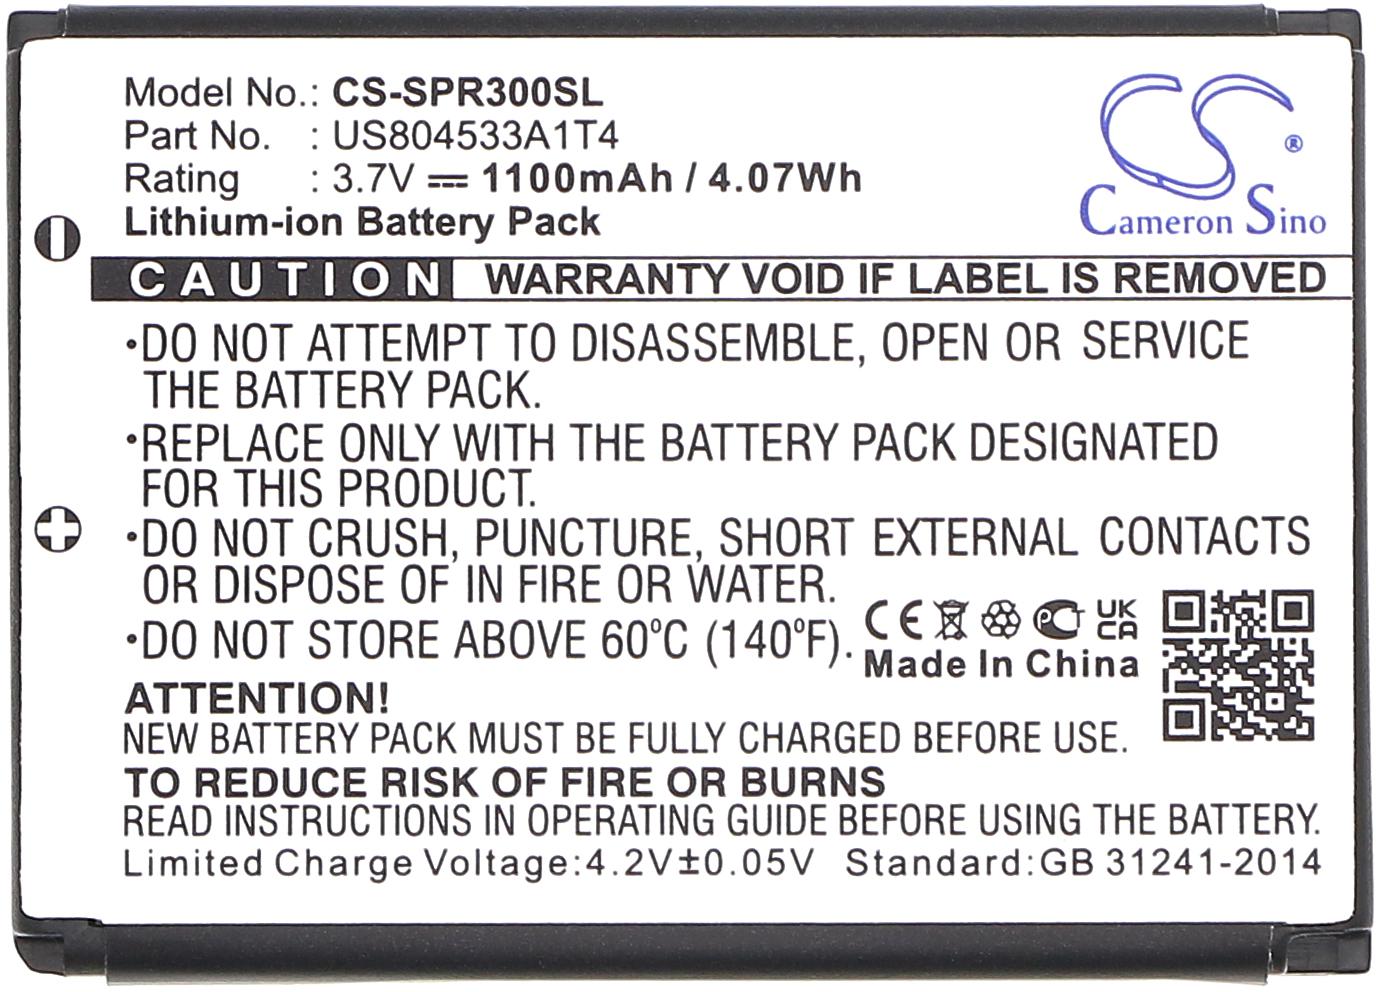 Model No.: CS-SPR300SL
Part No. : US804533A1T4
Rating : 3.7V 1100mAh / 4.07Wh
Lithium-ion Battery Pack
CS®
Cameron Sino
CAUTION WARRANTY VOID IF LABEL IS REMOVED
·DO NOT ATTEMPT TO DISASSEMBLE, OPEN OR SERVICE
THE BATTERY PACK.
·REPLACE ONLY WITH THE BATTERY PACK DESIGNATED
FOR THIS PRODUCT.
·DO NOT CRUSH, PUNCTURE, SHORT EXTERNAL CONTACTS
OR DISPOSE OF IN FIRE OR WATER.
·DO NOT STORE ABOVE 60°C (140°F).
CE UK
CA
Made In China
ATTENTION!
NEW BATTERY PACK MUST BE FULLY CHARGED BEFORE USE.
TO REDUCE RISK OF FIRE OR BURNS
READ INSTRUCTIONS IN OPERATING GUIDE BEFORE USING THE BATTERY.
Limited Charge Voltage:4.2V±0.05V Standard:GB 31241-2014